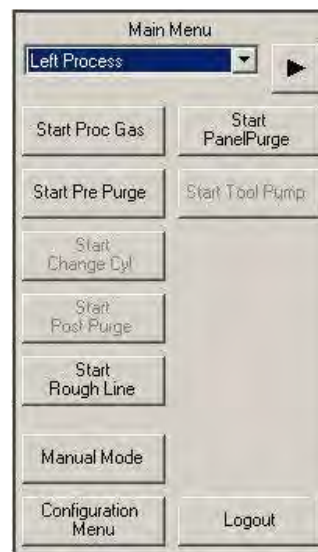 Main Menu
Left Process
Start Proc Gas
Start
PanelPurge
Start Pre Purge
Start Tool Pump
Start
Change Cyl
Start
Post Purge
Start
Rough Line
Manual Mode
Configuration
Menu
Logout